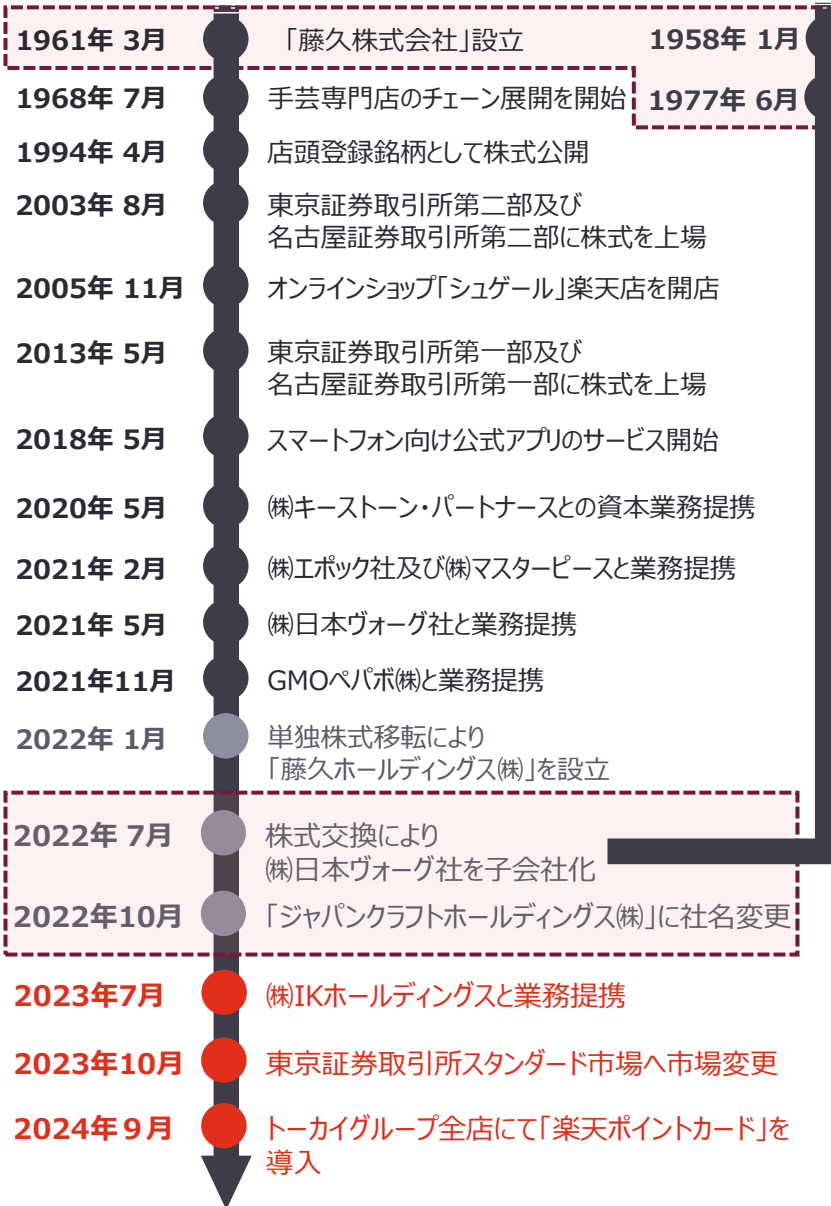 1961年 3月 「藤久株式会社」設立 1958年 1月
1968年 7月 手芸専門店のチェーン展開を開始 1977年 6月
1994年 4月 店頭登録銘柄として株式公開
2003年 8月 東京証券取引所第二部及び
名古屋証券取引所第二部に株式を上場
2005年 11月 オンラインショップ「シュゲール」楽天店を開店
2013年 5月 東京証券取引所第一部及び
名古屋証券取引所第一部に株式を上場
2018年 5月 スマートフォン向け公式アプリのサービス開始
2020年 5月 ㈱キーストーン・パートナースとの資本業務提携
2021年 2月 ㈱エポック社及び㈱マスターピースと業務提携
2021年 5月 ㈱日本ヴォーグ社と業務提携
2021年11月 GMOペパボ㈱と業務提携
2022年 1月 単独株式移転により
「藤久ホールディングス㈱」を設立
2022年 7月 株式交換により
㈱日本ヴォーグ社を子会社化
2022年10月 「ジャパンクラフトホールディングス㈱」に社名変更
2023年7月 ㈱IKホールディングスと業務提携
2023年10月 東京証券取引所スタンダード市場へ市場変更
2024年9月 トーカイグループ全店にて「楽天ポイントカード」を
導入